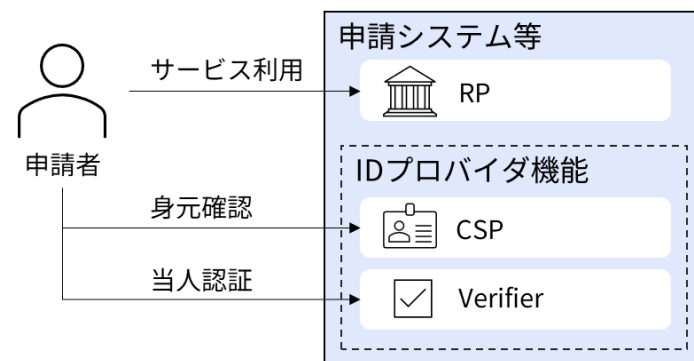 申請システム等
サービス利用
RP
申請者
IDプロバイダ機能
身元確認
CSP
当人認証
Verifier